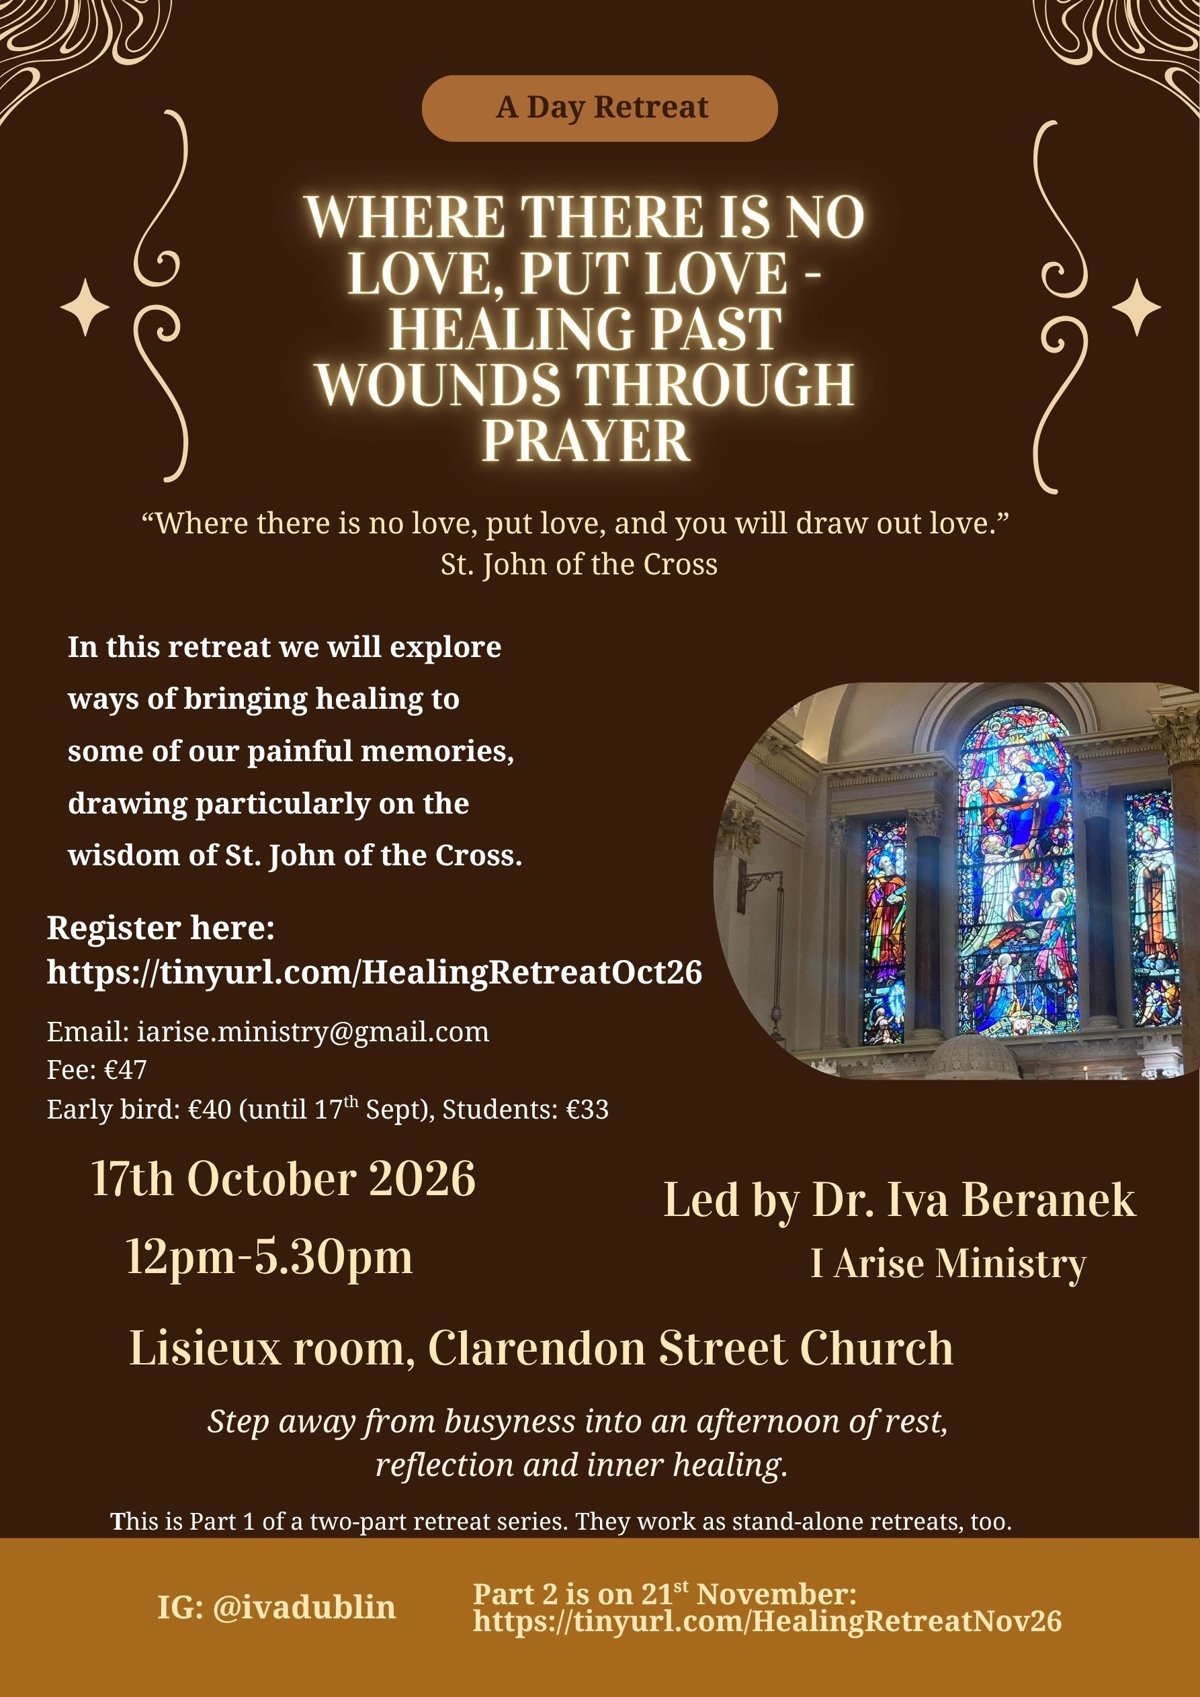 A Day Retreat
WHERE THERE IS NO
LOVE, PUT LOVE -
HEALING PAST
WOUNDS THROUGH
PRAYER
“Where there is no love, put love, and you will draw out love.”
St. John of the Cross
In this retreat we will explore
ways of bringing healing to
some of our painful memories,
drawing particularly on the
wisdom of St. John of the Cross.
Register here:
https://tinyurl.com/HealingRetreatOct26
Email: iarise.ministry@gmail.com
Fee: €47
Early bird: €40 (until 17th Sept), Students: €33
17th October 2026
12pm-5.30pm
Led by Dr. Iva Beranek
I Arise Ministry
Lisieux room, Clarendon Street Church
Step away from busyness into an afternoon of rest,
reflection and inner healing.
This is Part 1 of a two-part retreat series. They work as stand-alone retreats, too.
IG: @ivadublin
Part 2 is on 21st November:
https://tinyurl.com/HealingRetreatNov26